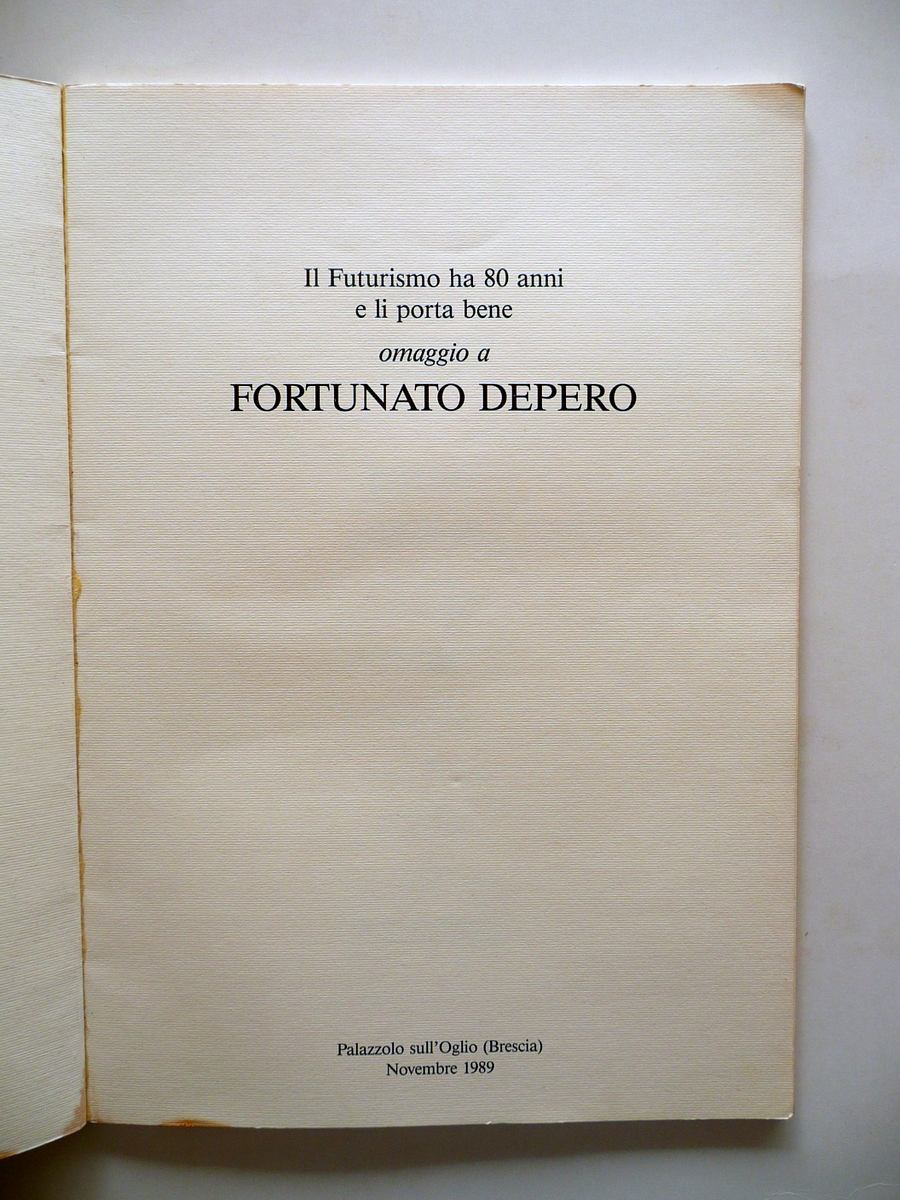 Il Futurismo ha 80 anni
e li porta bene
omaggio a
FORTUNATO DEPERO
Palazzolo sull'Oglio (Brescia)
Novembre 1989